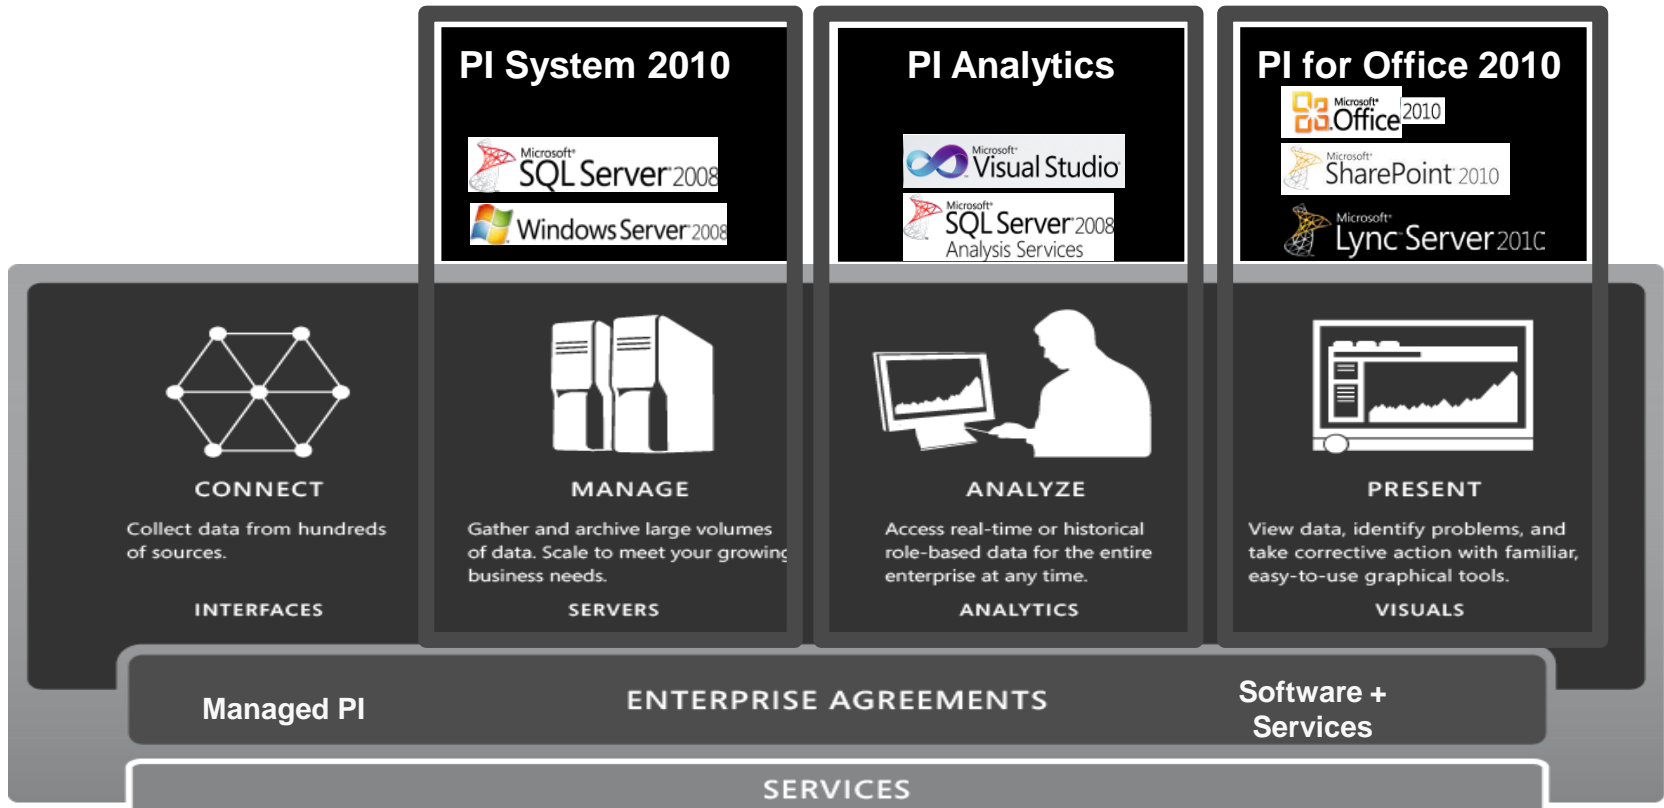 PI System 2010
Microsoft®
SQL Server® 2008
Windows Server® 2008
PI Analytics
Microsoft®
Visual Studio®
Microsoft®
SQL Server® 2008
Analysis Services
PI for Office 2010
Microsoft®
Office 2010
Microsoft®
SharePoint® 2010
Microsoft®
Lync™ Server 2010
CONNECT
Collect data from hundreds
of sources.
INTERFACES
MANAGE
Gather and archive large volumes
of data. Scale to meet your growing
business needs.
SERVERS
ANALYZE
Access real-time or historical
role-based data for the entire
enterprise at any time.
ANALYTICS
PRESENT
View data, identify problems, and
take corrective action with familiar,
easy-to-use graphical tools.
VISUALS
Managed PI
ENTERPRISE AGREEMENTS
Software +
Services
SERVICES